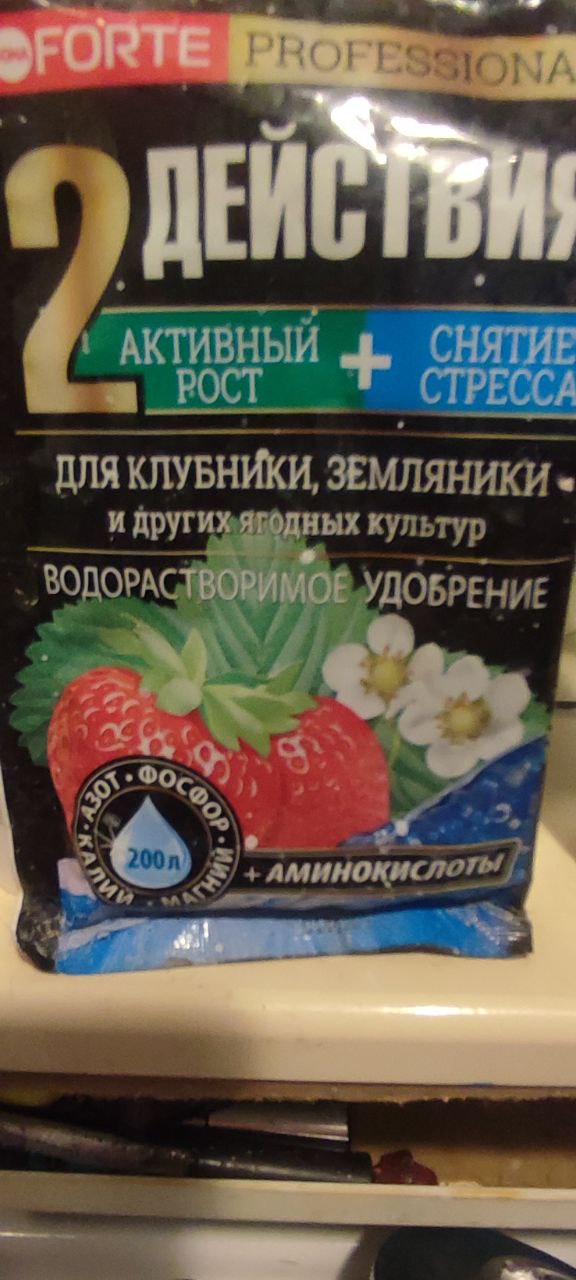 FORTE PROFESSIONA
2 ДЕЙСТВИЯ
АКТИВНЫЙ РОСТ + СНЯТИЕ СТРЕССА
ДЛЯ КЛУБНИКИ, ЗЕМЛЯНИКИ
и других ягодных культур
ВОДОРАСТВОРИМОЕ УДОБРЕНИЕ
АЗОТ • ФОСФОР • КАЛИЙ • МАГНИЙ
200 л
+ АМИНОКИСЛОТЫ